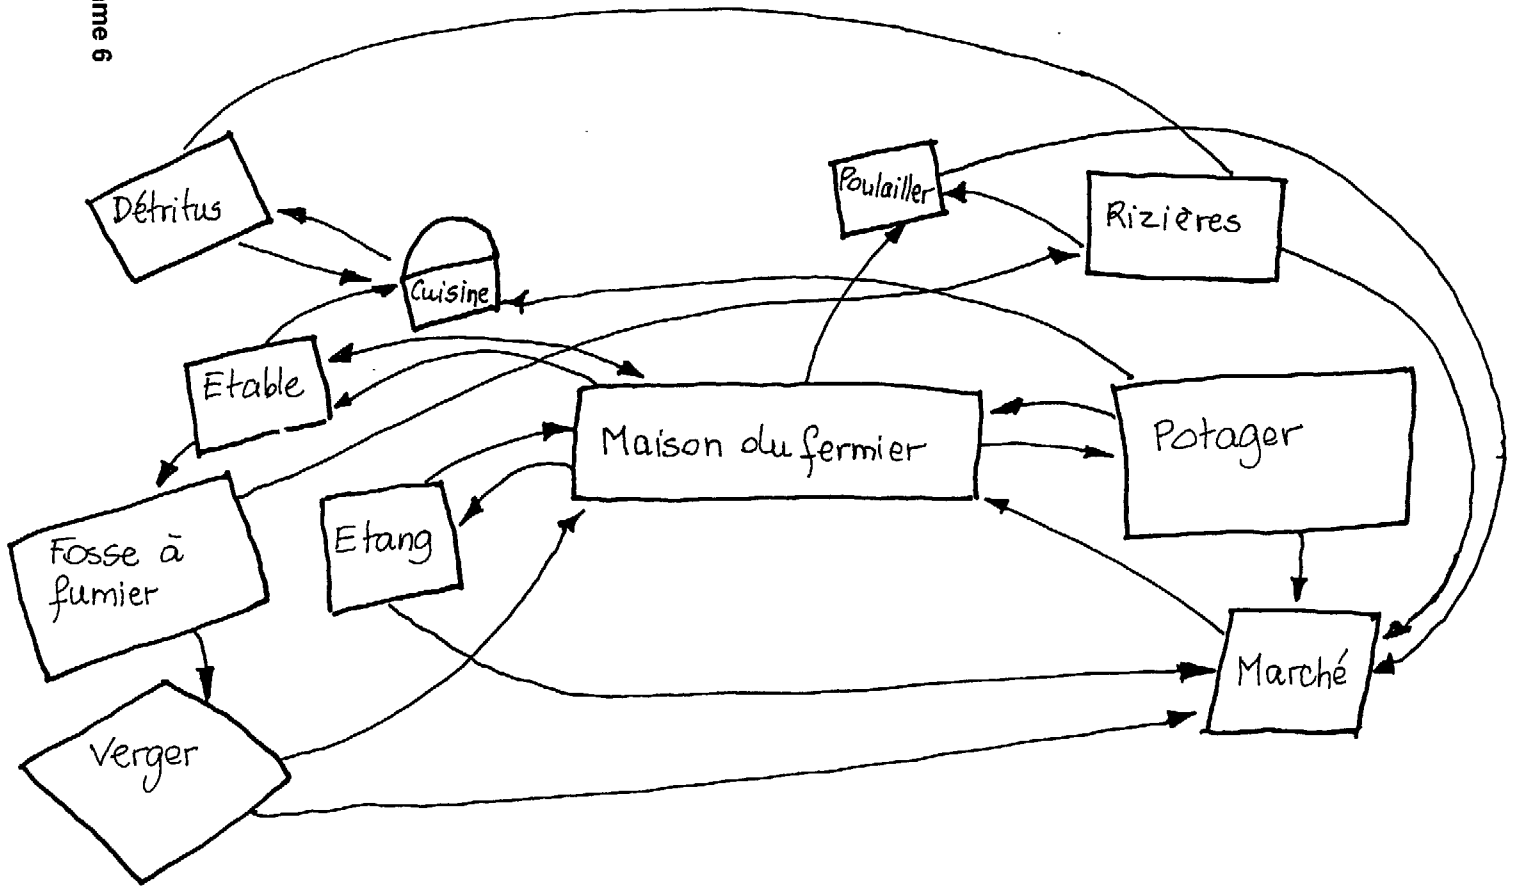 me 6
Détritus
Poulailler
Rizières
Cuisine
Etable
Maison du fermier
Potager
Etang
Fosse à
fumier
Marché
Verger